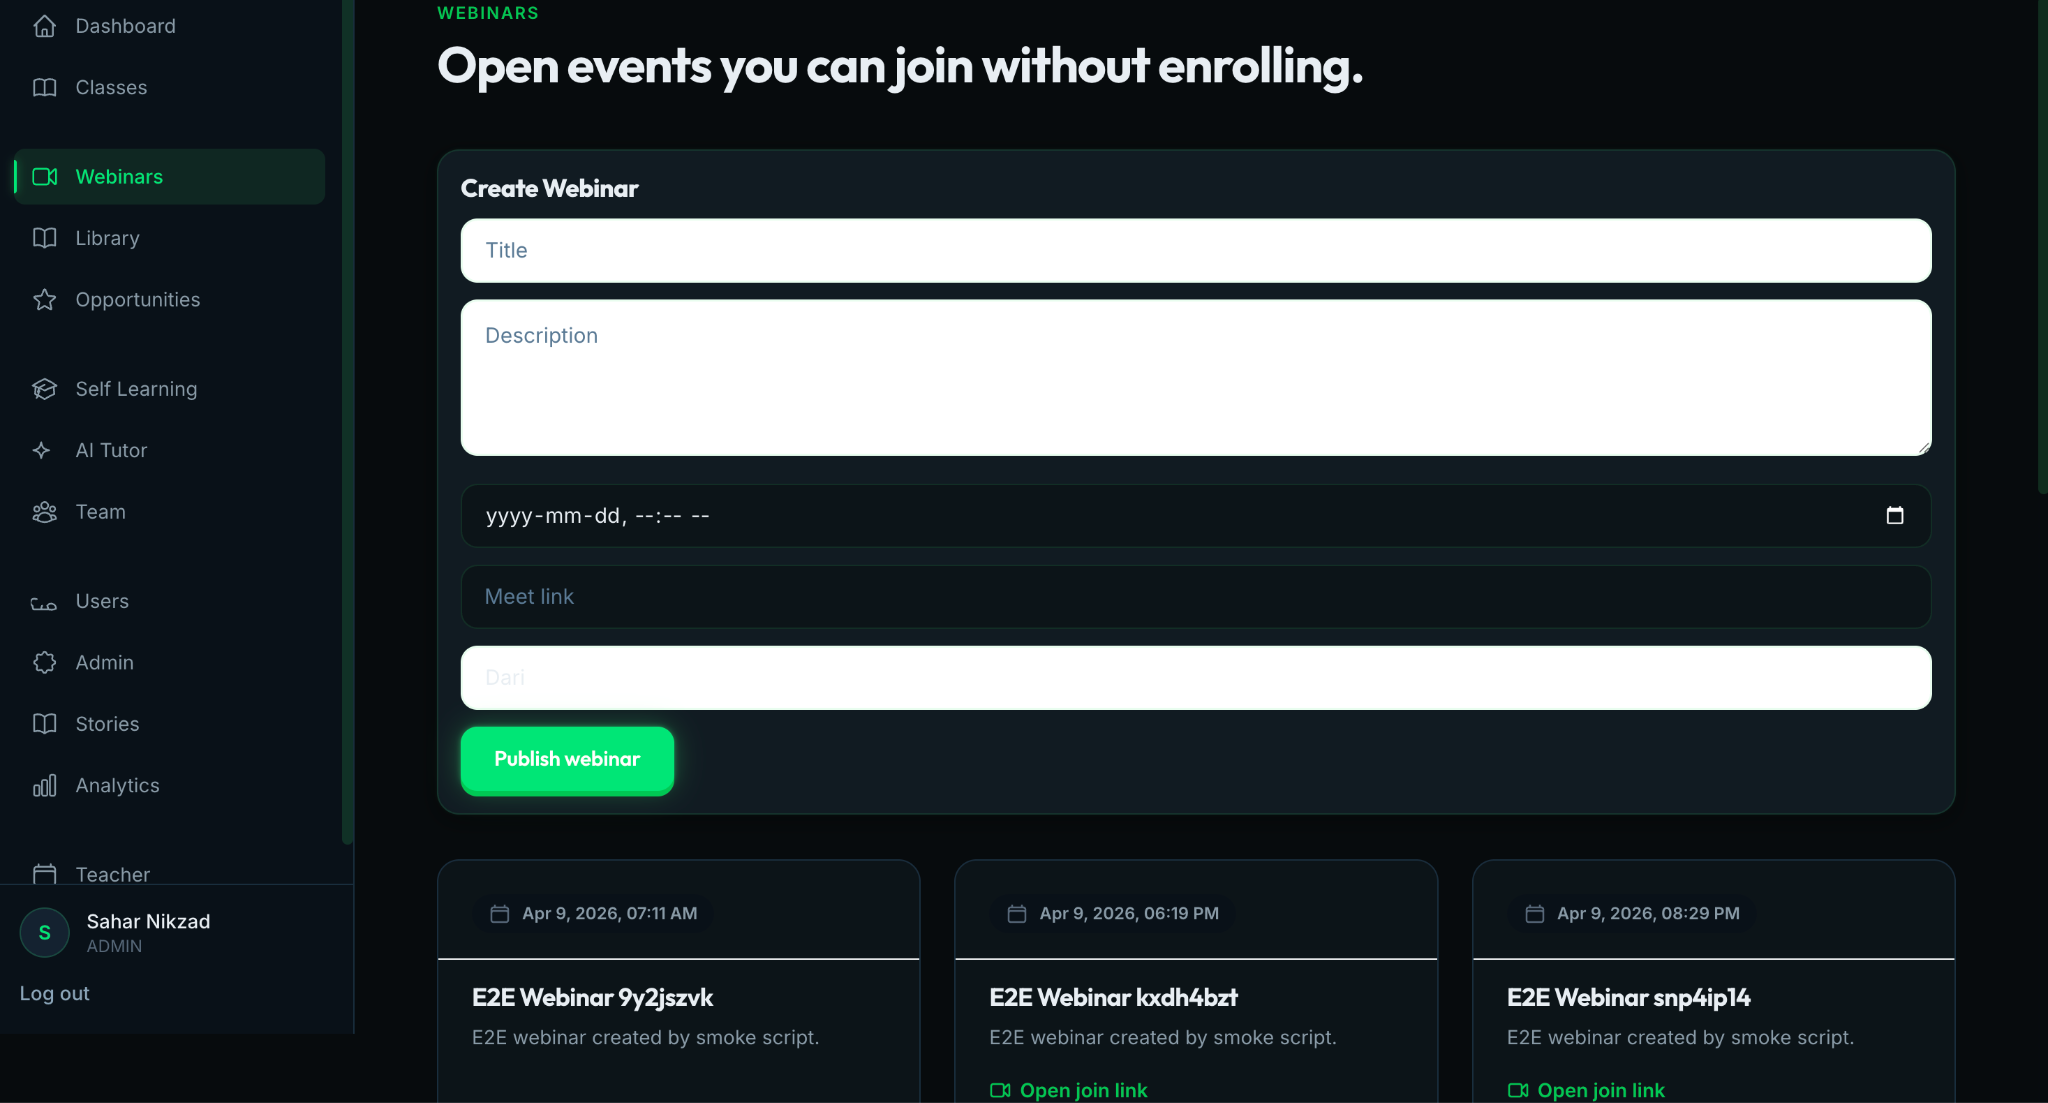 Dashboard
Classes
Webinars
Library
Opportunities
Self Learning
AI Tutor
Team
Users
Admin
Stories
Analytics
Teacher
S
Sahar Nikzad
ADMIN
Log out
WEBINARS
Open events you can join without enrolling.
Create Webinar
Title
Description
yyyy-mm-dd, --:-- --
Meet link
Dari
Publish webinar
Apr 9, 2026, 07:11 AM
E2E Webinar 9y2jszvk
E2E webinar created by smoke script.
Apr 9, 2026, 06:19 PM
E2E Webinar kxdh4bzt
E2E webinar created by smoke script.
Open join link
Apr 9, 2026, 08:29 PM
E2E Webinar snp4ip14
E2E webinar created by smoke script.
Open join link